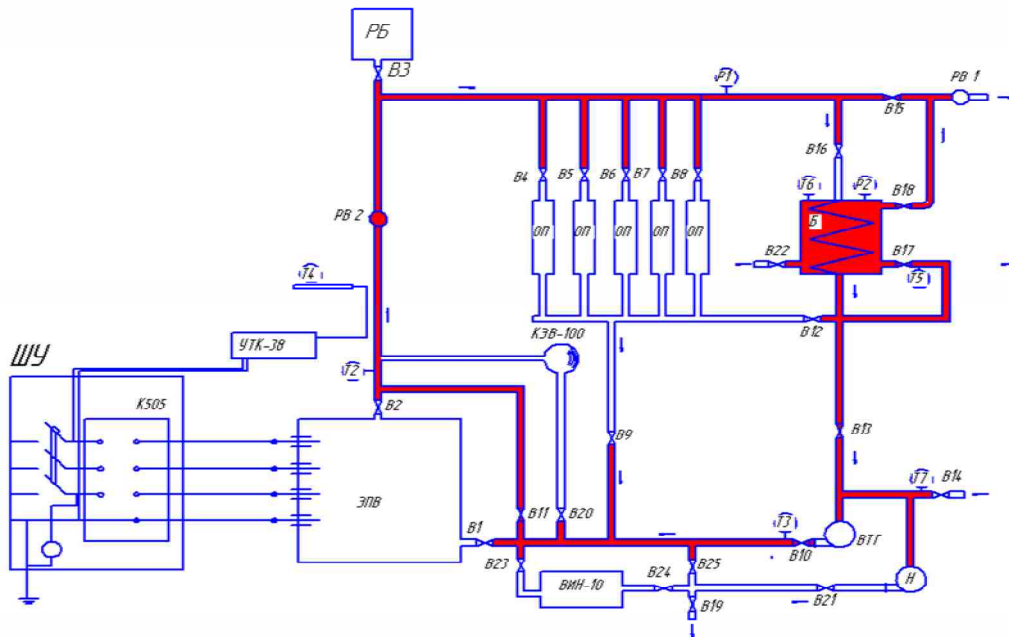 РБ
В3
Р1
РВ 1
В15
В16
В4
В5
В6
В7
В8
Т6
Р2
В18
РВ 2
ОП
ОП
ОП
ОП
ОП
Б
В22
В17
Т5
Т4
КЭВ-100
В12
УТК-38
ШУ
Т2
К505
В2
В9
В13
Т7
В14
ЭПВ
В1
В11
В20
Т3
В10
ВТГ
В23
ВИН-10
В24
В25
В19
В21
Н